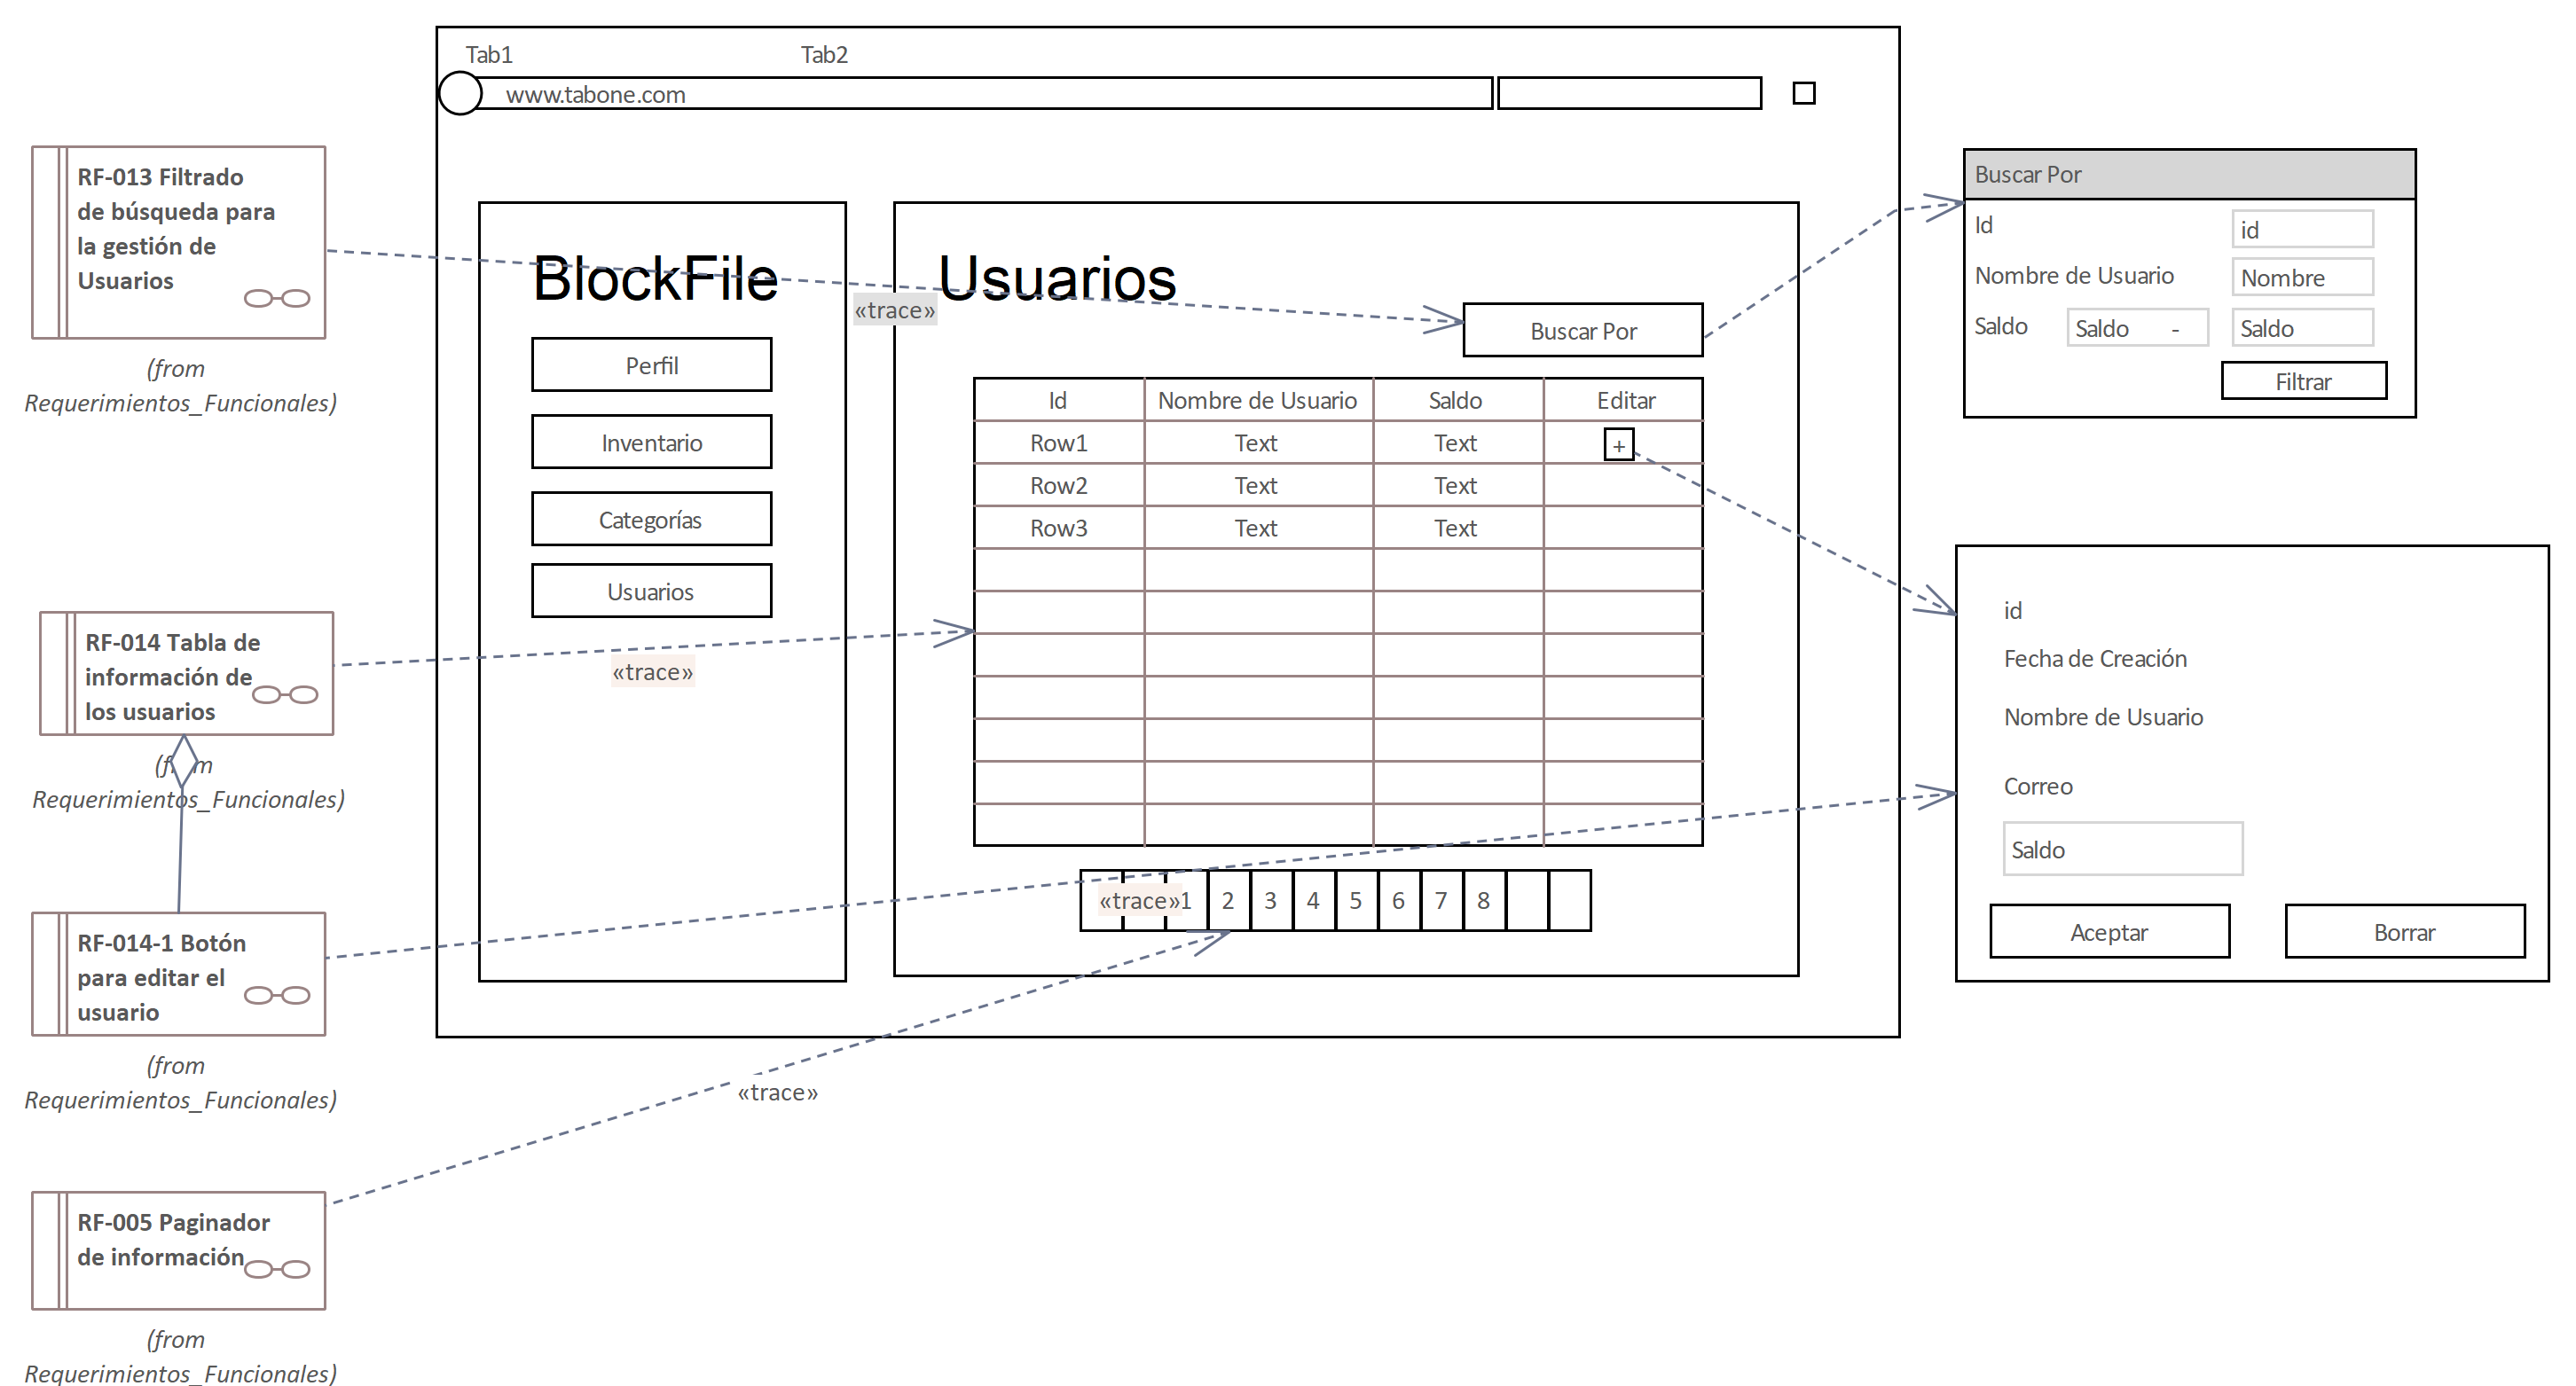 Tab1
Tab2
www.tabone.com
RF-013 Filtrado
de búsqueda para
la gestión de
Usuarios
(from
Requerimientos_Funcionales)
RF-014 Tabla de
información de
los usuarios
(from
Requerimientos_Funcionales)
RF-014-1 Botón
para editar el
usuario
(from
Requerimientos_Funcionales)
RF-005 Paginador
de información
(from
Requerimientos_Funcionales)
BlockFile
Perfil
Inventario
Categorías
Usuarios
«trace»
«trace»
Usuarios
Buscar Por
Id Nombre de Usuario Saldo Editar
Row1 Text Text +
Row2 Text Text
Row3 Text Text
«trace» 1 2 3 4 5 6 7 8
«trace»
Buscar Por
Id id
Nombre de Usuario Nombre
Saldo Saldo - Saldo
Filtrar
id
Fecha de Creación
Nombre de Usuario
Correo
Saldo
Aceptar Borrar